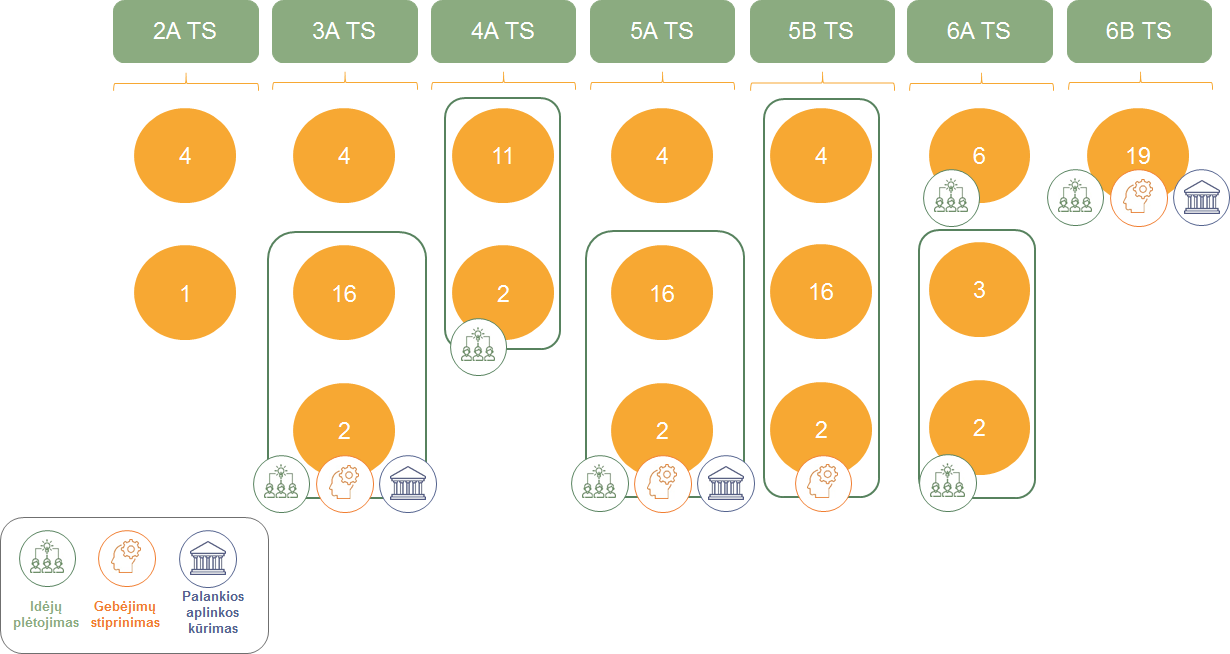 2A TS 3A TS 4A TS 5A TS 5B TS 6A TS 6B TS
4 4 11 4 4 6 19
1 16 2 16 16 3
2 2 2 2
Idėjų
plėtojimas
Gebėjimų
stiprinimas
Palankios
aplinkos
kūrimas